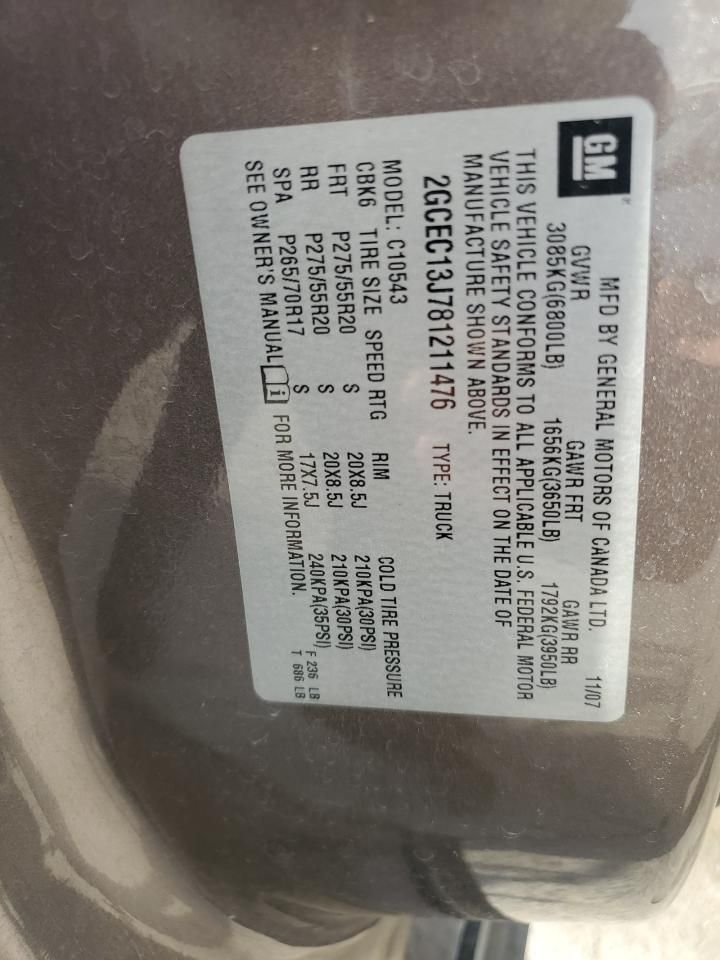 GM
MFD BY GENERAL MOTORS OF CANADA LTD. 11/07
GVWR GAWR FRT GAWR RR
3085KG(6800LB) 1656KG(3650LB) 1792KG(3950LB)
THIS VEHICLE CONFORMS TO ALL APPLICABLE U.S. FEDERAL MOTOR
VEHICLE SAFETY STANDARDS IN EFFECT ON THE DATE OF
MANUFACTURE SHOWN ABOVE.
2GCEC13J781211476 TYPE: TRUCK
MODEL: C10543
CBK6 TIRE SIZE SPEED RTG RIM COLD TIRE PRESSURE
FRT P275/55R20 S 20X8.5J 210KPA(30PSI)
RR P275/55R20 S 20X8.5J 210KPA(30PSI)
SPA P265/70R17 S 17X7.5J 240KPA(35PSI) F 236 LB
SEE OWNER'S MANUAL i FOR MORE INFORMATION. T 686 LB